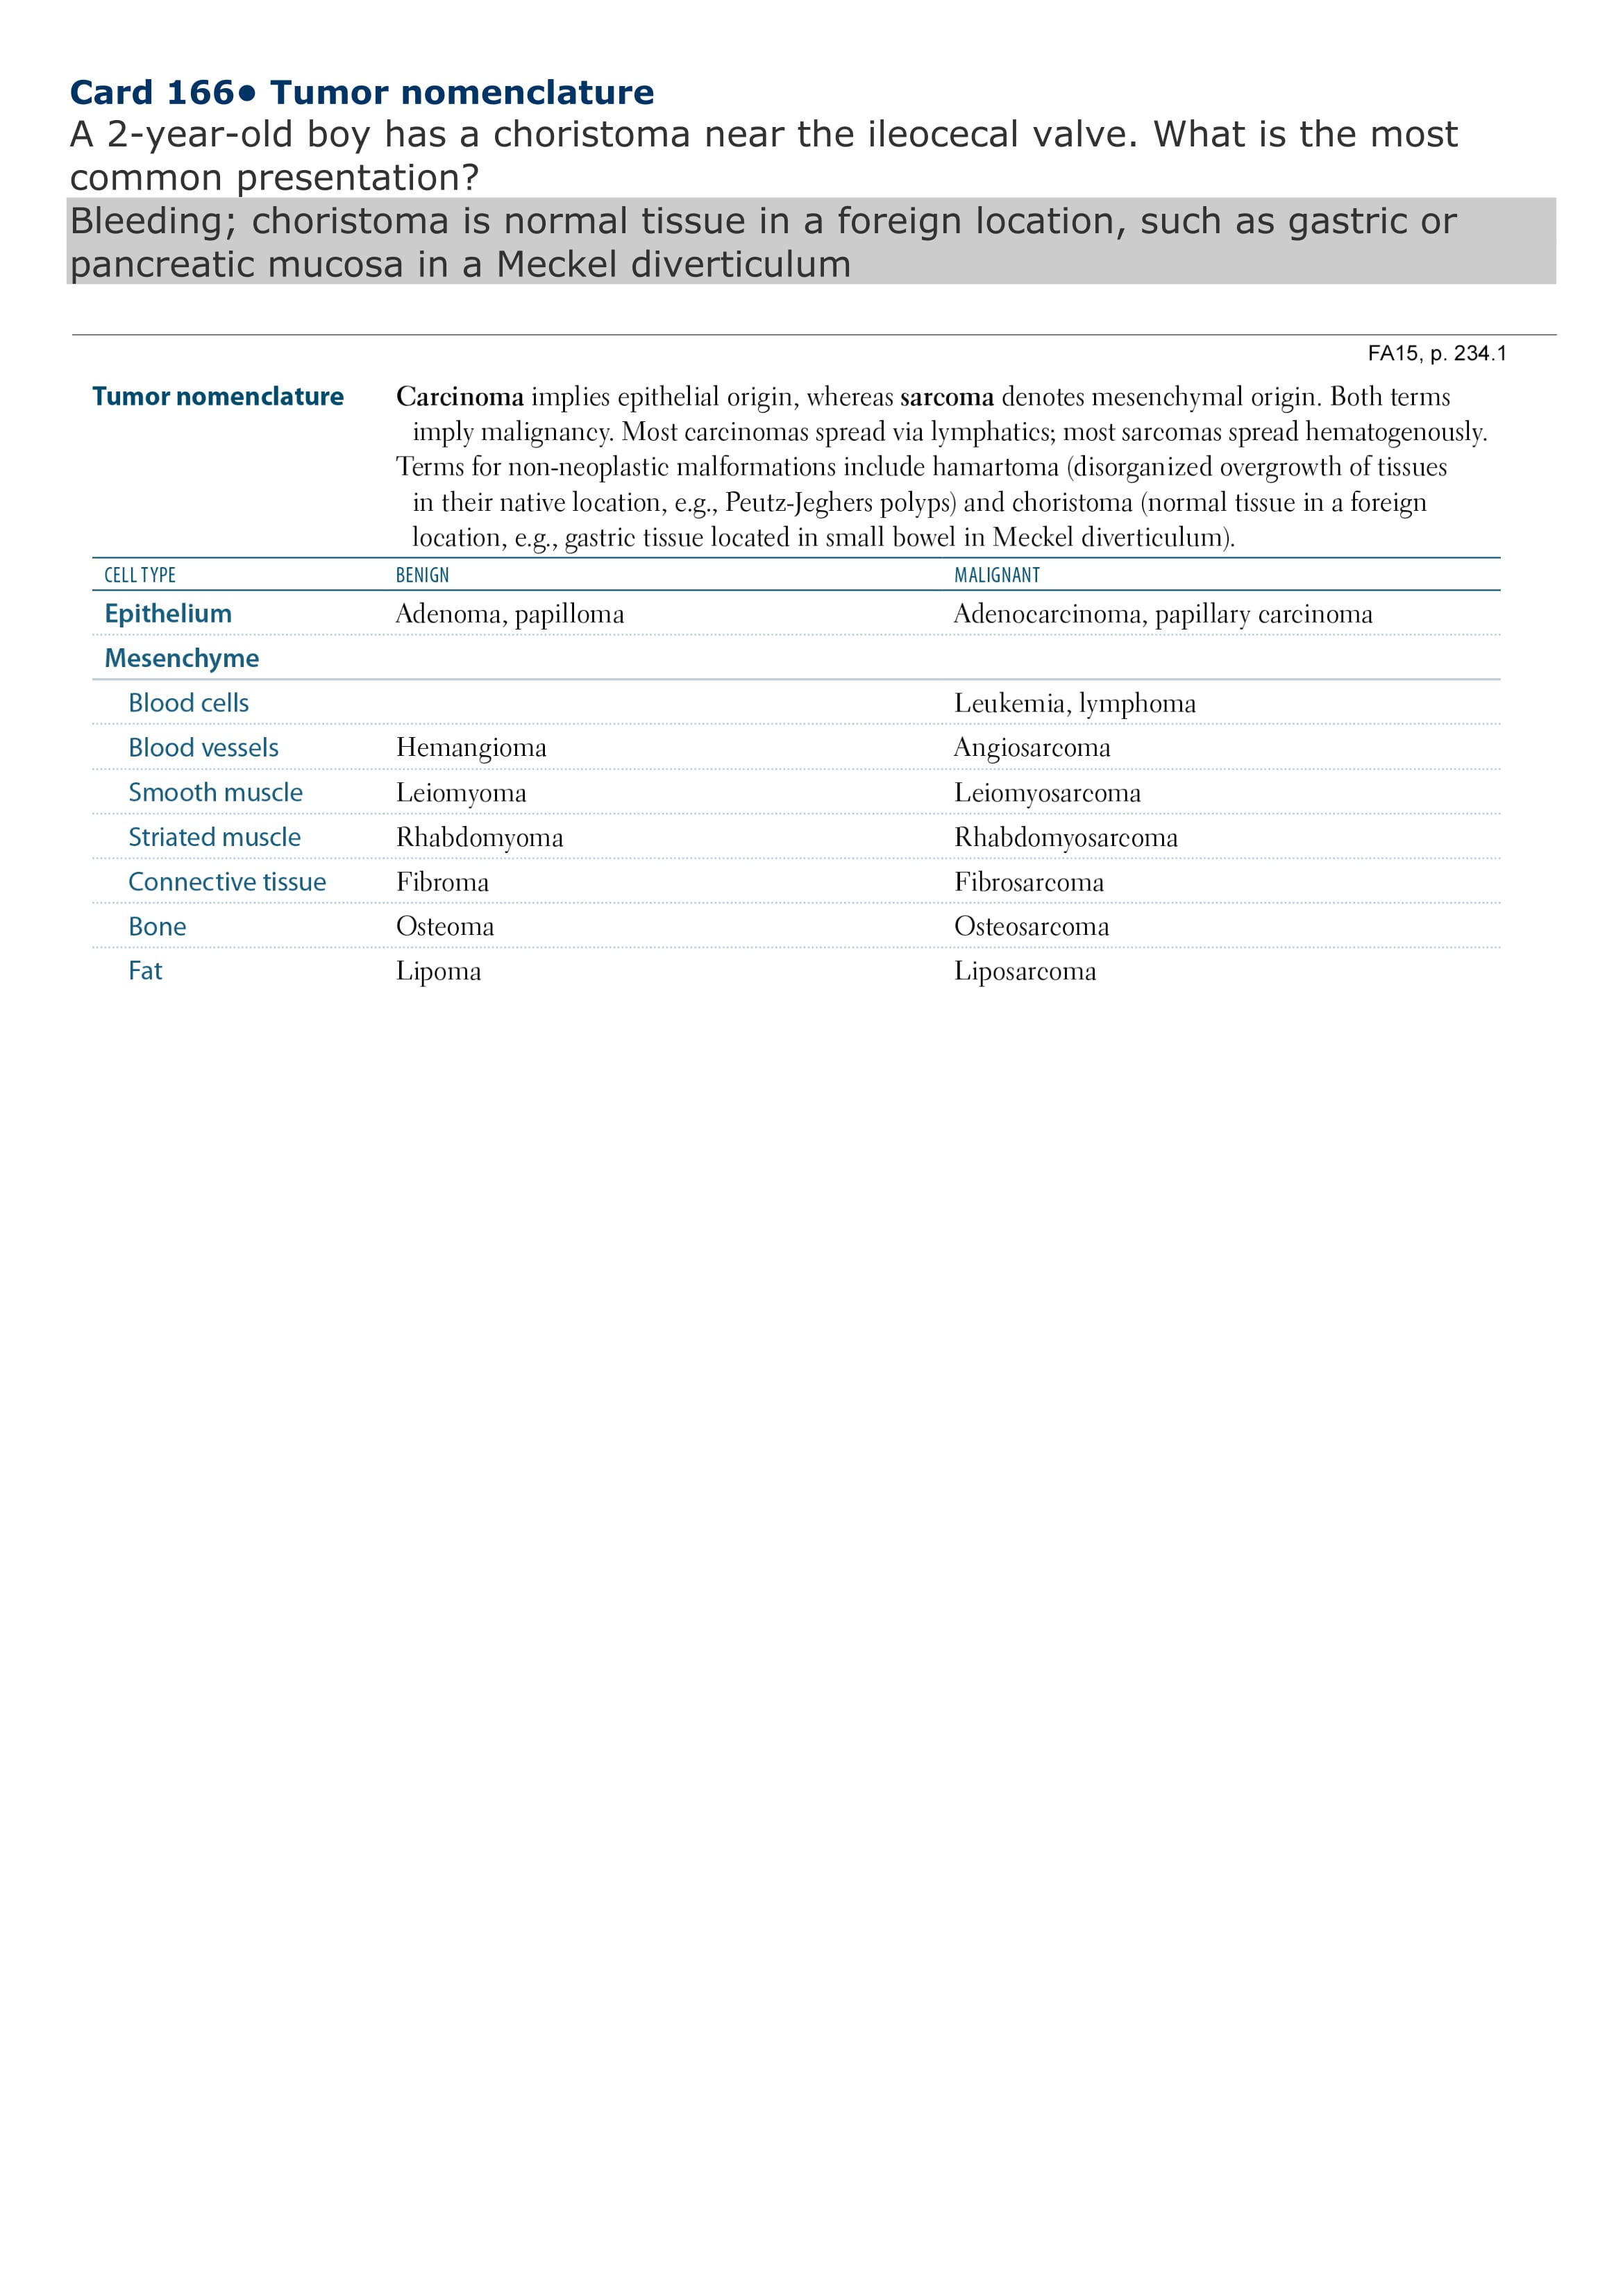 Card 166• Tumor nomenclature
A 2-year-old boy has a choristoma near the ileocecal valve. What is the most
common presentation?
Bleeding; choristoma is normal tissue in a foreign location, such as gastric or
pancreatic mucosa in a Meckel diverticulum
FA15, p. 234.1
Tumor nomenclature
Carcinoma implies epithelial origin, whereas sarcoma denotes mesenchymal origin. Both terms
imply malignancy. Most carcinomas spread via lymphatics; most sarcomas spread hematogenously.
Terms for non-neoplastic malformations include hamartoma (disorganized overgrowth of tissues
in their native location, e.g., Peutz-Jeghers polyps) and choristoma (normal tissue in a foreign
location, e.g., gastric tissue located in small bowel in Meckel diverticulum).
CELL TYPE BENIGN MALIGNANT
Epithelium Adenoma, papilloma Adenocarcinoma, papillary carcinoma
Mesenchyme
Blood cells Leukemia, lymphoma
Blood vessels Hemangioma Angiosarcoma
Smooth muscle Leiomyoma Leiomyosarcoma
Striated muscle Rhabdomyoma Rhabdomyosarcoma
Connective tissue Fibroma Fibrosarcoma
Bone Osteoma Osteosarcoma
Fat Lipoma Liposarcoma